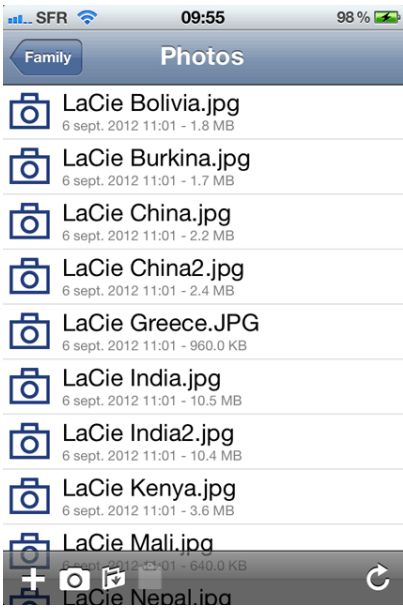 SFR 09:55 98 %
Family Photos
LaCie Bolivia.jpg
6 sept. 2012 11:01 - 1.8 MB
LaCie Burkina.jpg
6 sept. 2012 11:01 - 1.7 MB
LaCie China.jpg
6 sept. 2012 11:01 - 2.2 MB
LaCie China2.jpg
6 sept. 2012 11:01 - 2.4 MB
LaCie Greece.JPG
6 sept. 2012 11:01 - 960.0 KB
LaCie India.jpg
6 sept. 2012 11:01 - 10.5 MB
LaCie India2.jpg
6 sept. 2012 11:01 - 10.4 MB
LaCie Kenya.jpg
6 sept. 2012 11:01 - 3.6 MB
LaCie Mali.jpg
6 sept. 2012 11:01 - 640.0 KB
LaCie Nepal.jpg